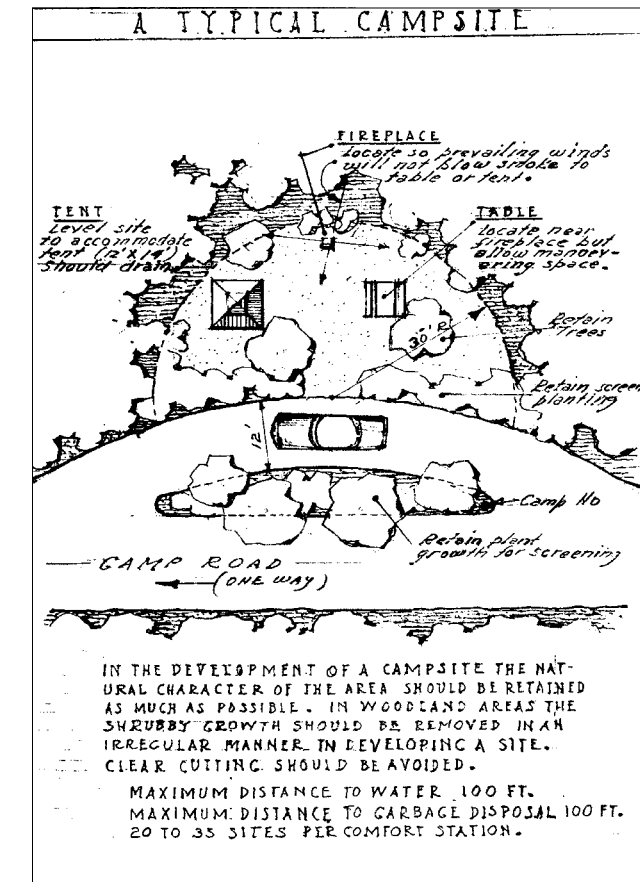 A TYPICAL CAMPSITE
FIREPLACE
Locate so prevailing winds
will not blow smoke to
table or tent.
TENT
Level site
to accommodate
tent (12'x14')
should drain
TABLE
Locate near
fireplace but
allow manoev-
ering space.
30' R
Retain
trees
Retain screen
planting
12'
Camp No
Retain plant
growth for screening
CAMP ROAD
(ONE WAY)
IN THE DEVELOPMENT OF A CAMPSITE THE NAT-
URAL CHARACTER OF THE AREA SHOULD BE RETAINED
AS MUCH AS POSSIBLE. IN WOODLAND AREAS THE
SHRUBBY GROWTH SHOULD BE REMOVED IN AN
IRREGULAR MANNER IN DEVELOPING A SITE.
CLEAR CUTTING SHOULD BE AVOIDED.
MAXIMUM DISTANCE TO WATER 100 FT.
MAXIMUM DISTANCE TO GARBAGE DISPOSAL 100 FT.
20 TO 35 SITES PER COMFORT STATION.